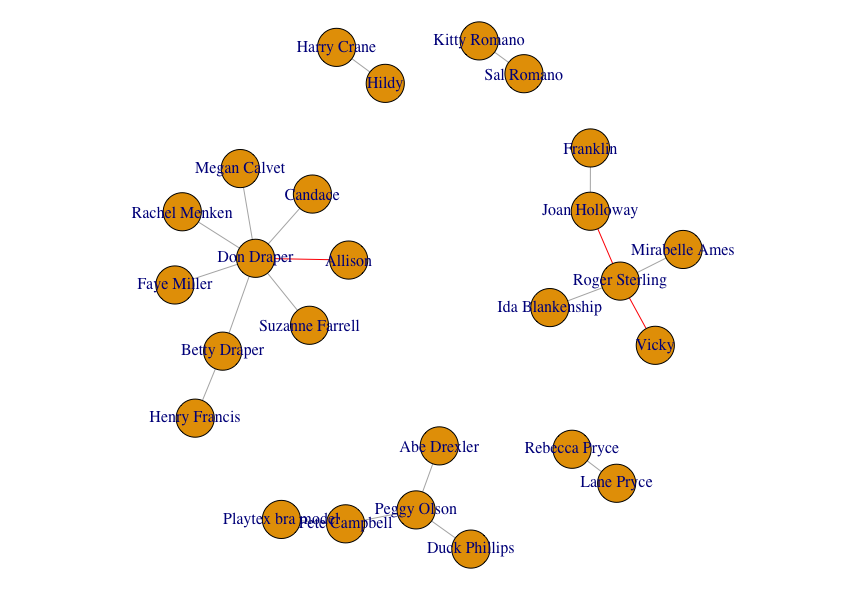 Harry Crane
Kitty Romano
Hildy
Sal Romano
Franklin
Megan Calvet
Candace
Rachel Menken
Joan Holloway
Don Draper
Allison
Mirabelle Ames
Faye Miller
Roger Sterling
Ida Blankenship
Suzanne Farrell
Betty Draper
Vicky
Henry Francis
Abe Drexler
Rebecca Pryce
Lane Pryce
Peggy Olson
Playtex bra model
Pete Campbell
Duck Phillips